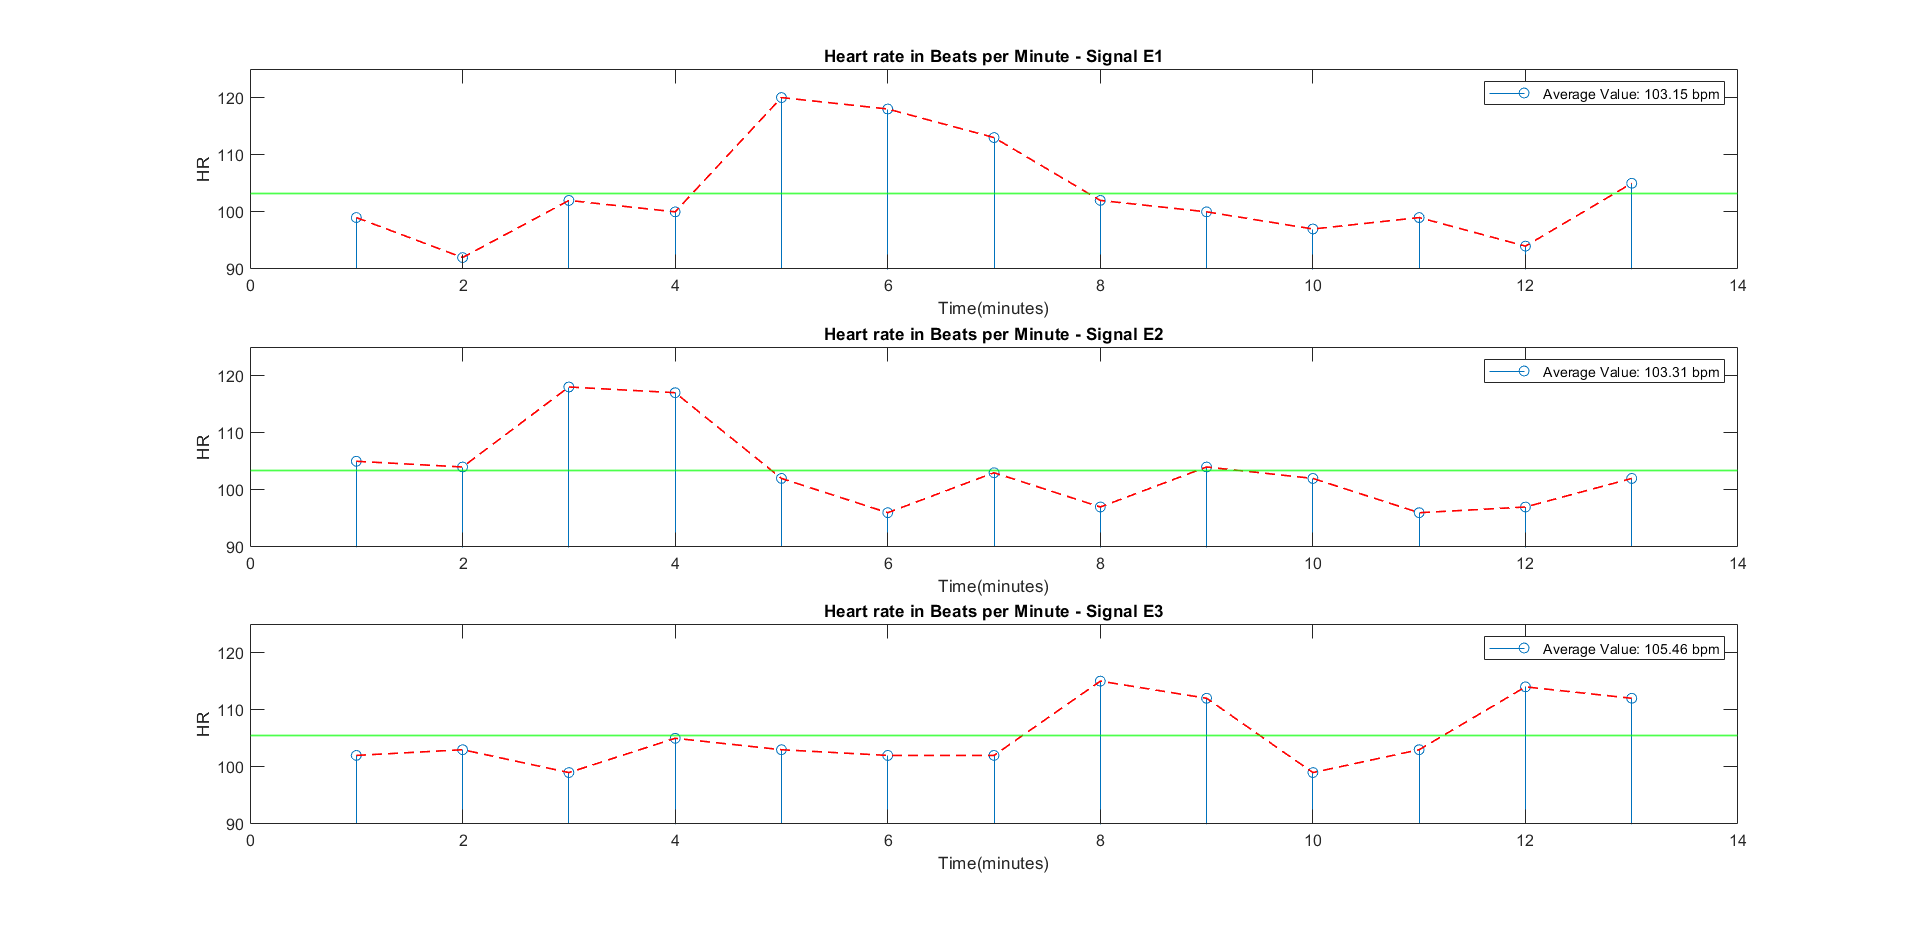 Heart rate in Beats per Minute - Signal E1
Average Value: 103.15 bpm
HR
120
110
100
90
0 2 4 6 8 10 12 14
Time(minutes)
Heart rate in Beats per Minute - Signal E2
Average Value: 103.31 bpm
HR
120
110
100
90
0 2 4 6 8 10 12 14
Time(minutes)
Heart rate in Beats per Minute - Signal E3
Average Value: 105.46 bpm
HR
120
110
100
90
0 2 4 6 8 10 12 14
Time(minutes)